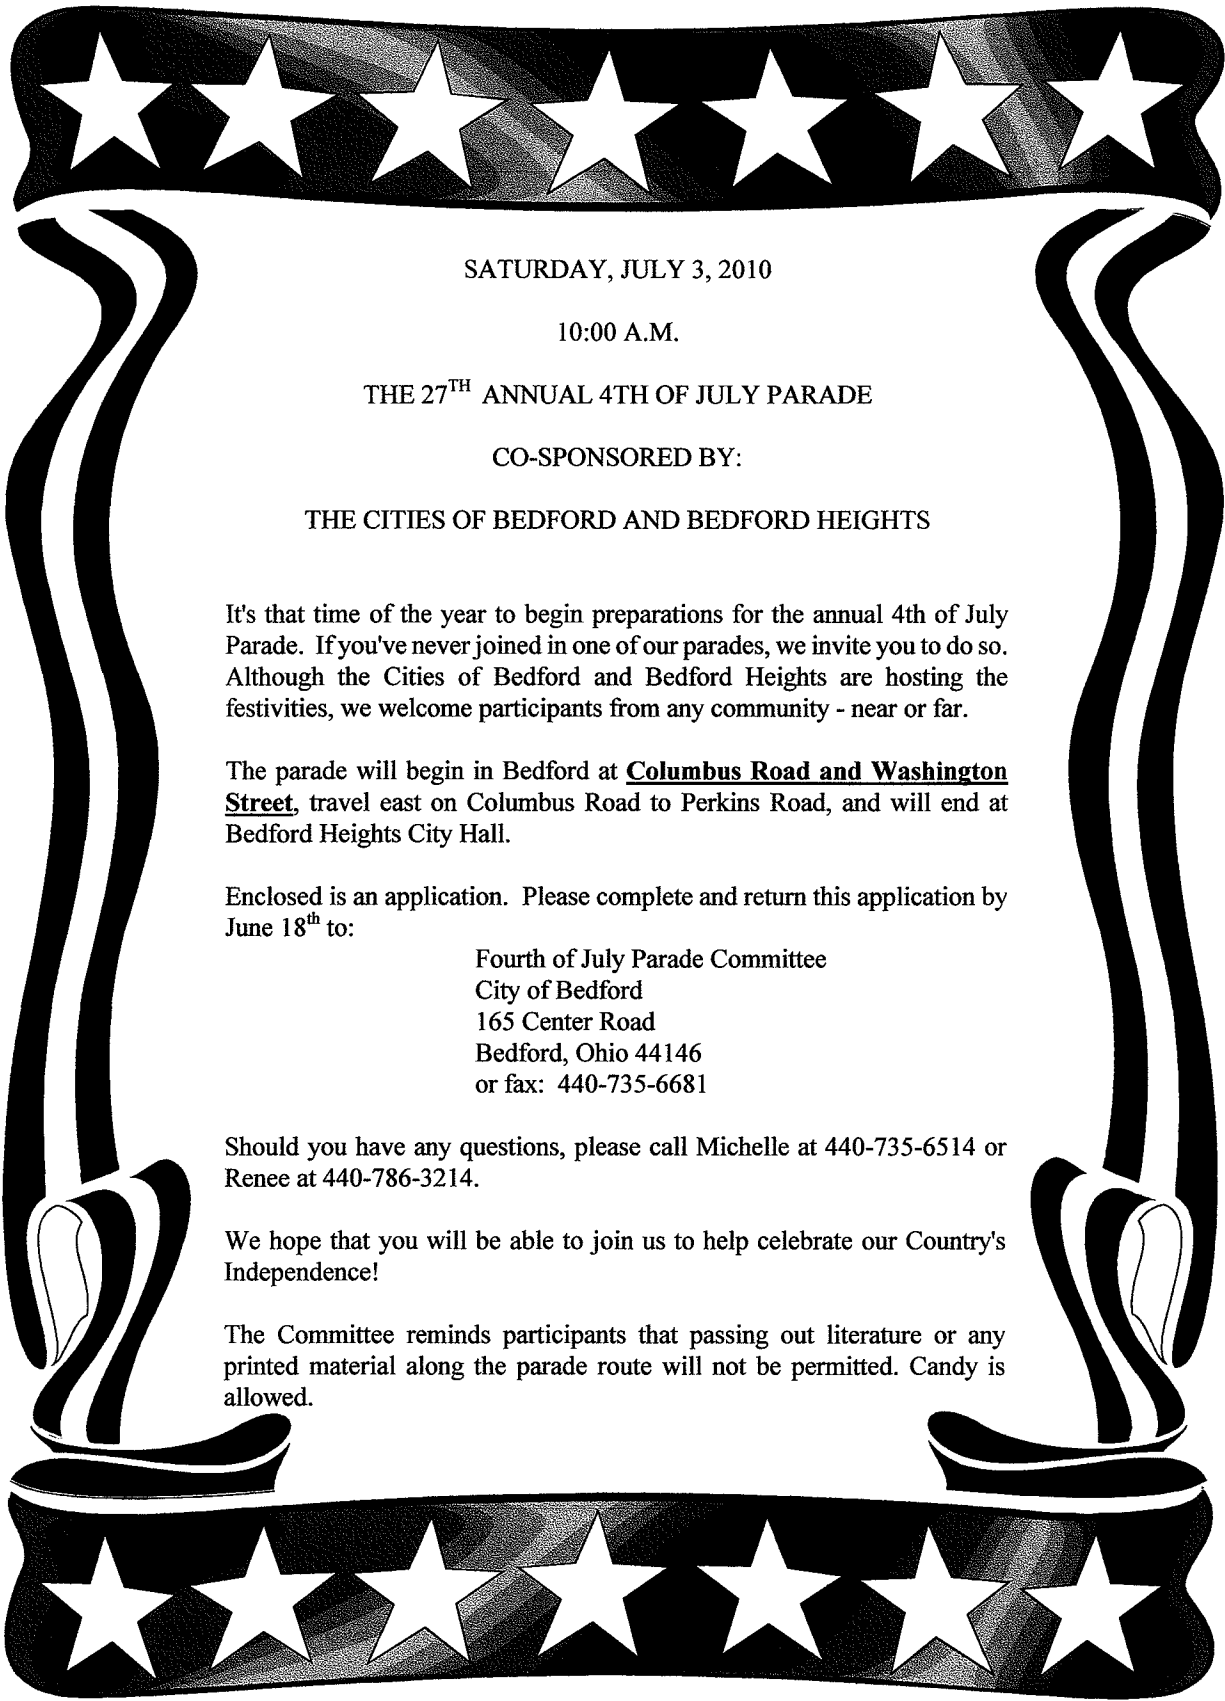 SATURDAY, JULY 3, 2010
10:00 A.M.
THE 27TH ANNUAL 4TH OF JULY PARADE
CO-SPONSORED BY:
THE CITIES OF BEDFORD AND BEDFORD HEIGHTS
It's that time of the year to begin preparations for the annual 4th of July
Parade. If you've never joined in one of our parades, we invite you to do so.
Although the Cities of Bedford and Bedford Heights are hosting the
festivities, we welcome participants from any community - near or far.
The parade will begin in Bedford at Columbus Road and Washington
Street, travel east on Columbus Road to Perkins Road, and will end at
Bedford Heights City Hall.
Enclosed is an application. Please complete and return this application by
June 18th to:
Fourth of July Parade Committee
City of Bedford
165 Center Road
Bedford, Ohio 44146
or fax: 440-735-6681
Should you have any questions, please call Michelle at 440-735-6514 or
Renee at 440-786-3214.
We hope that you will be able to join us to help celebrate our Country's
Independence!
The Committee reminds participants that passing out literature or any
printed material along the parade route will not be permitted. Candy is
allowed.